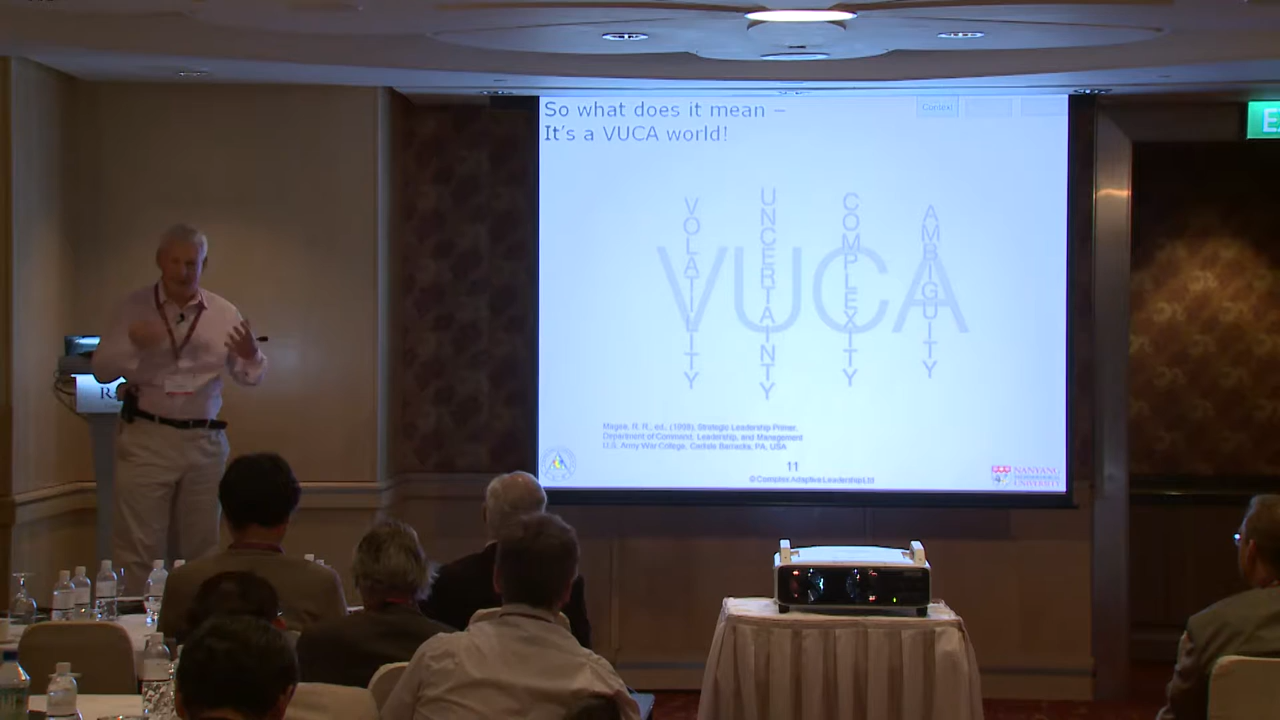 So what does it mean –
It's a VUCA world!
Context
VOLATILITY
UNCERTAINTY
COMPLEXITY
AMBIGUITY
VUCA
Magee, R. R., ed., (1998), Strategic Leadership Primer,
Department of Command, Leadership, and Management
U.S. Army War College, Carlisle Barracks, PA, USA
11
© Complex Adaptive Leadership Ltd
NANYANG
UNIVERSITY
E
R